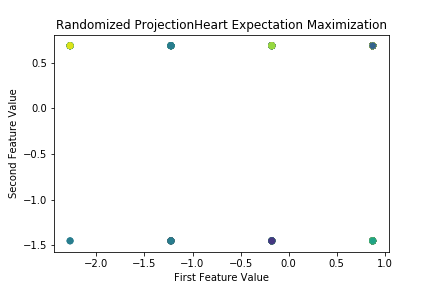 Randomized ProjectionHeart Expectation Maximization
0.5
0.0
−0.5
−1.0
−1.5
Second Feature Value
−2.0 −1.5 −1.0 −0.5 0.0 0.5 1.0
First Feature Value